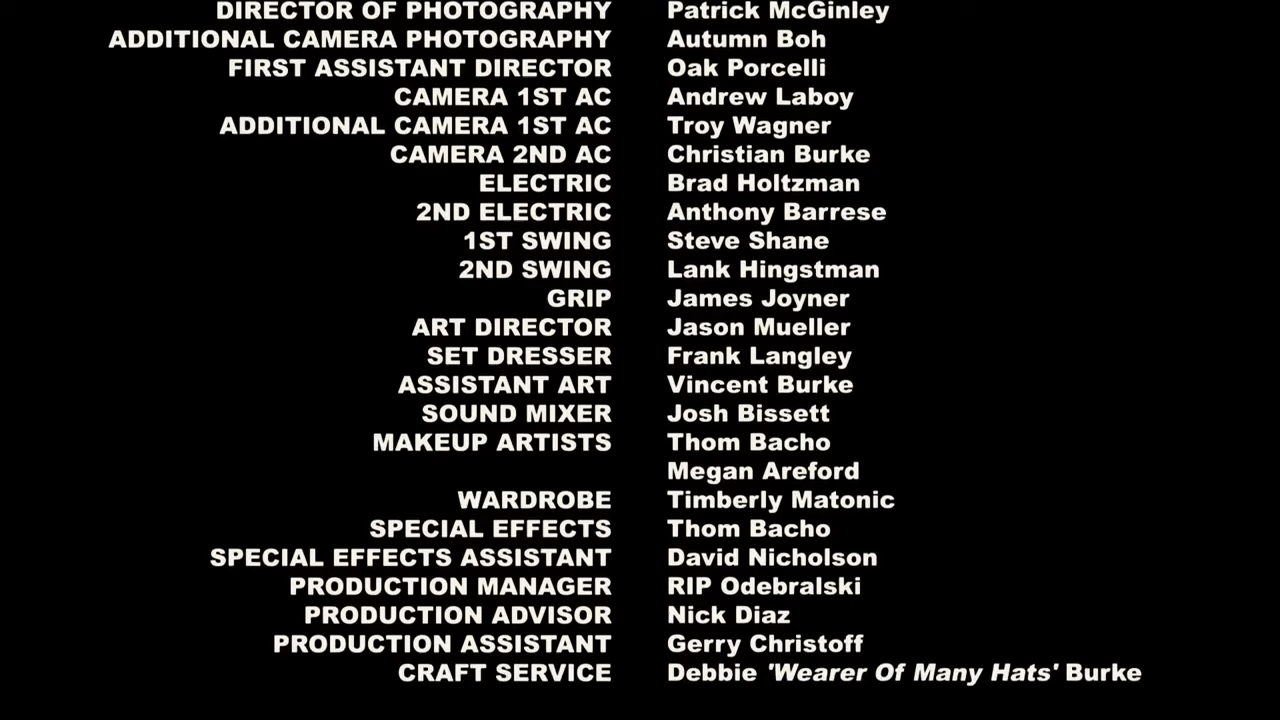 DIRECTOR OF PHOTOGRAPHY Patrick McGinley
ADDITIONAL CAMERA PHOTOGRAPHY Autumn Boh
FIRST ASSISTANT DIRECTOR Oak Porcelli
CAMERA 1ST AC Andrew Laboy
ADDITIONAL CAMERA 1ST AC Troy Wagner
CAMERA 2ND AC Christian Burke
ELECTRIC Brad Holtzman
2ND ELECTRIC Anthony Barrese
1ST SWING Steve Shane
2ND SWING Lank Hingstman
GRIP James Joyner
ART DIRECTOR Jason Mueller
SET DRESSER Frank Langley
ASSISTANT ART Vincent Burke
SOUND MIXER Josh Bissett
MAKEUP ARTISTS Thom Bacho
Megan Areford
WARDROBE Timberly Matonic
SPECIAL EFFECTS Thom Bacho
SPECIAL EFFECTS ASSISTANT David Nicholson
PRODUCTION MANAGER RIP Odebralski
PRODUCTION ADVISOR Nick Diaz
PRODUCTION ASSISTANT Gerry Christoff
CRAFT SERVICE Debbie 'Wearer Of Many Hats' Burke